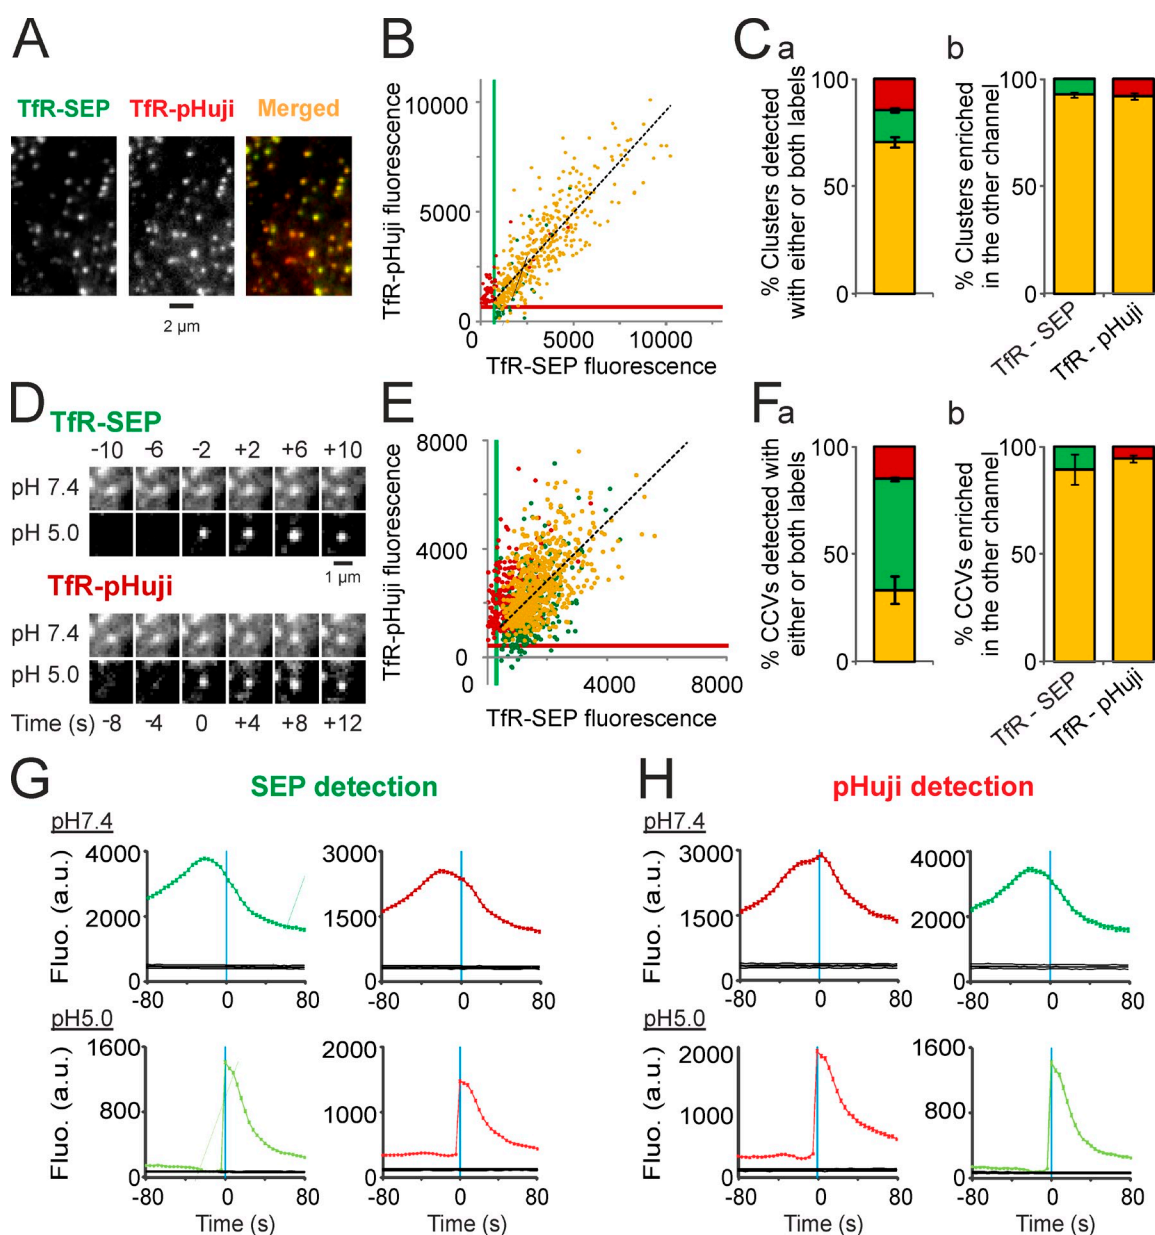 A
TfR-SEP TfR-pHuji Merged
2 µm
B
TfR-pHuji fluorescence
10000
5000
0
0 5000 10000
TfR-SEP fluorescence
C
a
% Clusters detected
with either or both labels
100
50
0
b
% Clusters enriched
in the other channel
100
50
0
TfR - SEP
TfR - pHuji
D
TfR-SEP
-10 -6 -2 +2 +6 +10
pH 7.4
pH 5.0
1 µm
TfR-pHuji
pH 7.4
pH 5.0
Time (s) -8 -4 0 +4 +8 +12
E
TfR-pHuji fluorescence
8000
4000
0
0 4000 8000
TfR-SEP fluorescence
F
a
% CCVs detected with
either or both labels
100
50
0
b
% CCVs enriched
in the other channel
100
50
0
TfR - SEP
TfR - pHuji
G
SEP detection
pH7.4
Fluo. (a.u.)
4000
2000
0
-80 0 80
3000
1500
0
-80 0 80
pH5.0
Fluo. (a.u.)
1600
800
0
-80 0 80
Time (s)
2000
1000
0
-80 0 80
Time (s)
H
pHuji detection
pH7.4
Fluo. (a.u.)
3000
1500
0
-80 0 80
4000
2000
0
-80 0 80
pH5.0
Fluo. (a.u.)
2000
1000
0
-80 0 80
Time (s)
1600
800
0
-80 0 80
Time (s)